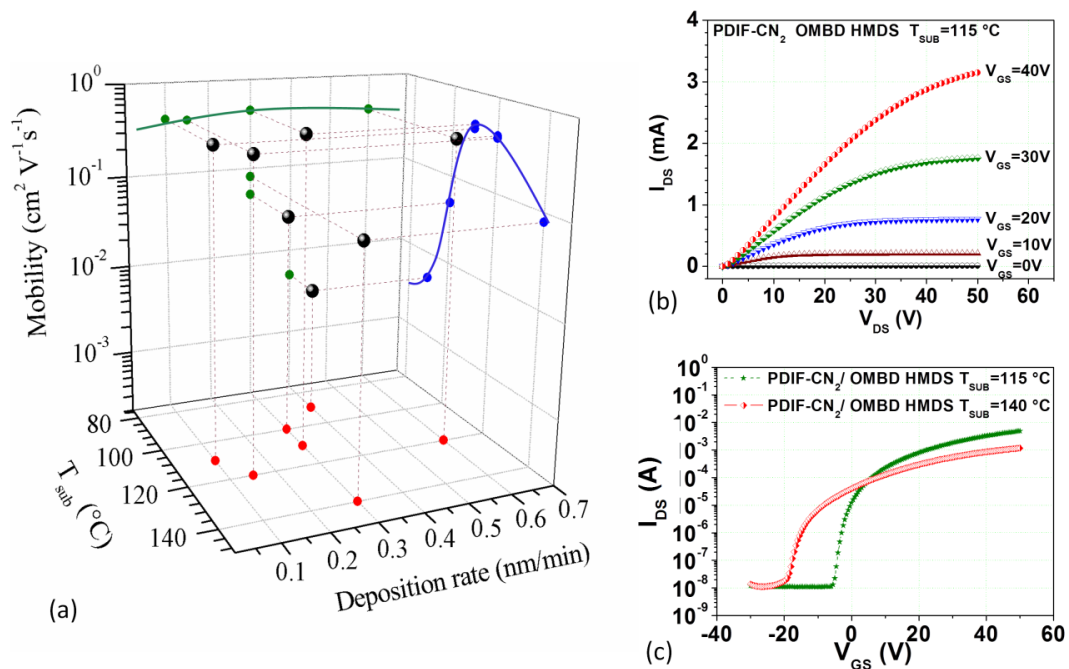 10⁰
10⁻¹
10⁻²
10⁻³
Mobility (cm² V⁻¹ s⁻¹)
80
100
120
140
T sub (°C)
0.1
0.2
0.3
0.4
0.5
0.6
0.7
Deposition rate (nm/min)
(a)
PDIF-CN₂ OMBD HMDS T_SUB=115 °C
4
3
2
1
0
I_DS (mA)
V_GS=40V
V_GS=30V
V_GS=20V
V_GS=10V
V_GS=0V
0 10 20 30 40 50 60
V_DS (V)
(b)
PDIF-CN₂/ OMBD HMDS T_SUB=115 °C
PDIF-CN₂/ OMBD HMDS T_SUB=140 °C
10⁰
10⁻¹
10⁻²
10⁻³
10⁻⁴
10⁻⁵
10⁻⁶
10⁻⁷
10⁻⁸
10⁻⁹
I_DS (A)
-40 -20 0 20 40 60
V_GS (V)
(c)